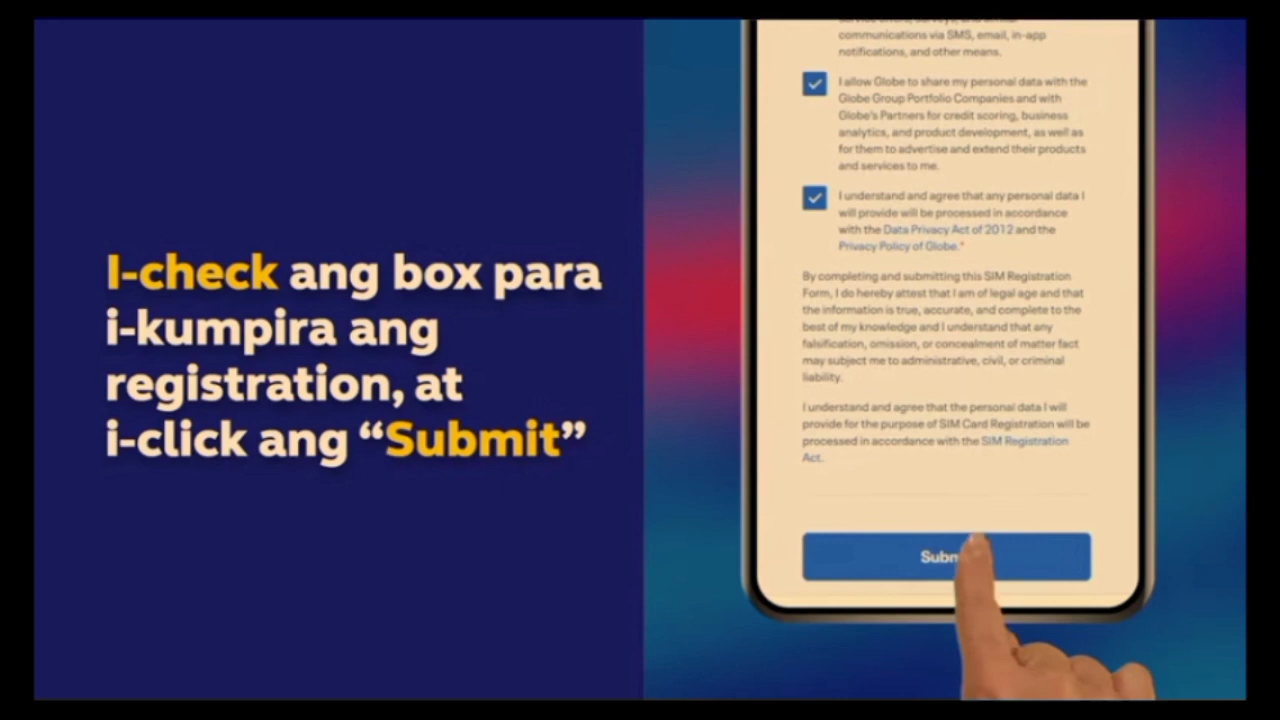 I-check ang box para
i-kumpira ang
registration, at
i-click ang “Submit”
communications via SMS, email, in-app
notifications, and other means.
I allow Globe to share my personal data with the
Globe Group Portfolio Companies and with
Globe's Partners for credit scoring, business
analytics, and product development, as well as
for them to advertise and extend their products
and services to me.
I understand and agree that any personal data I
will provide will be processed in accordance
with the Data Privacy Act of 2012 and the
Privacy Policy of Globe.*
By completing and submitting this SIM Registration
Form, I do hereby attest that I am of legal age and that
the information is true, accurate, and complete to the
best of my knowledge and I understand that any
falsification, omission, or concealment of matter fact
may subject me to administrative, civil, or criminal
liability.
I understand and agree that the personal data I will
provide for the purpose of SIM Card Registration will be
processed in accordance with the SIM Registration
Act.